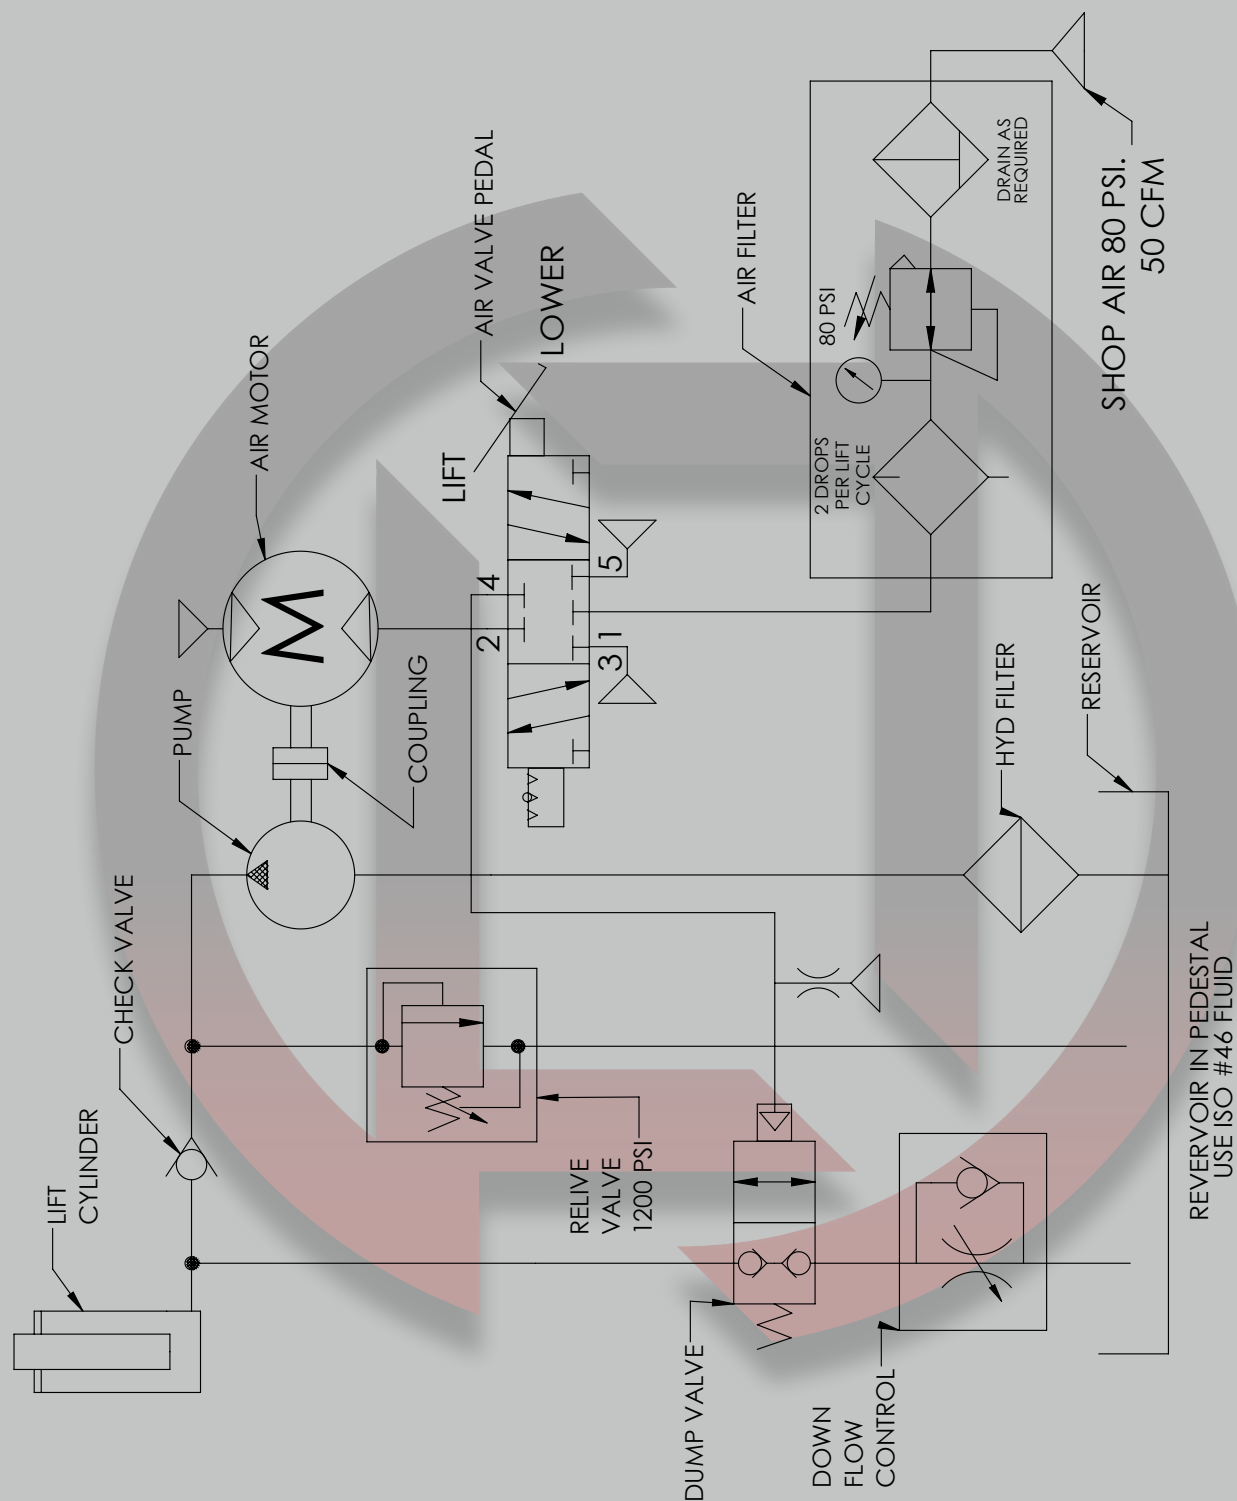 LIFT
CYLINDER
CHECK VALVE
PUMP
AIR MOTOR
M
COUPLING
AIR VALVE PEDAL
LIFT
LOWER
2
4
3
1
5
RELIVE
VALVE
1200 PSI
AIR FILTER
80 PSI
2 DROPS
PER LIFT
CYCLE
DRAIN AS
REQUIRED
SHOP AIR 80 PSI.
50 CFM
DUMP VALVE
DOWN
FLOW
CONTROL
HYD FILTER
RESERVOIR
REVERVOIR IN PEDESTAL
USE ISO #46 FLUID